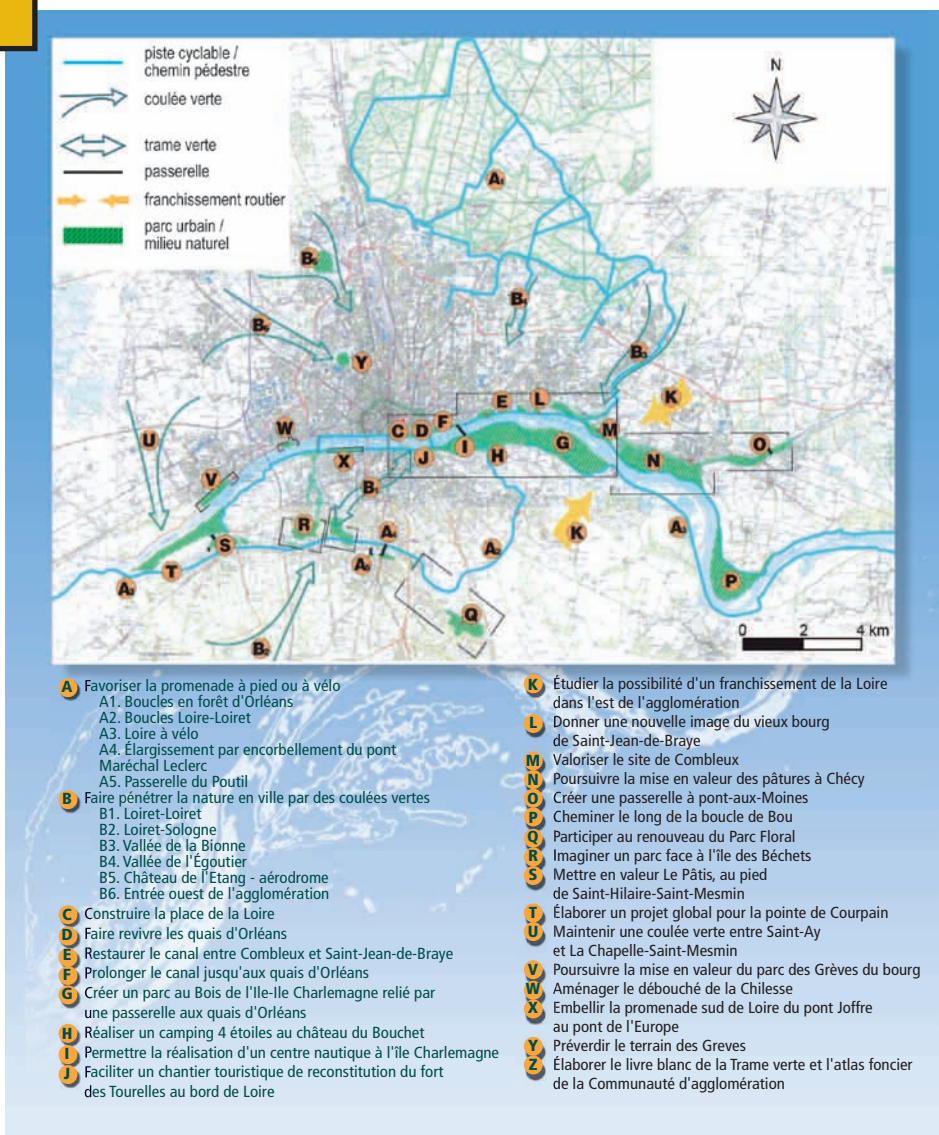 piste cyclable /
chemin pédestre
coulée verte
trame verte
passerelle
franchissement routier
parc urbain /
milieu naturel
N
A1
B5
B4
B6
Y
B3
K
U
W
C
D
F
E
L
M
O
V
X
J
I
H
G
N
B1
R
A4
S
A5
A2
K
A3
P
A3
T
Q
B2
0 2 4 km
A Favoriser la promenade à pied ou à vélo
A1. Boucles en forêt d'Orléans
A2. Boucles Loire-Loiret
A3. Loire à vélo
A4. Élargissement par encorbellement du pont
Maréchal Leclerc
A5. Passerelle du Poutil
B Faire pénétrer la nature en ville par des coulées vertes
B1. Loiret-Loiret
B2. Loiret-Sologne
B3. Vallée de la Bionne
B4. Vallée de l'Égoutier
B5. Château de l'Etang - aérodrome
B6. Entrée ouest de l'agglomération
C Construire la place de la Loire
D Faire revivre les quais d'Orléans
E Restaurer le canal entre Combleux et Saint-Jean-de-Braye
F Prolonger le canal jusqu'aux quais d'Orléans
G Créer un parc au Bois de l'Ile-Ile Charlemagne relié par
une passerelle aux quais d'Orléans
H Réaliser un camping 4 étoiles au château du Bouchet
I Permettre la réalisation d'un centre nautique à l'île Charlemagne
J Faciliter un chantier touristique de reconstitution du fort
des Tourelles au bord de Loire
K Étudier la possibilité d'un franchissement de la Loire
dans l'est de l'agglomération
L Donner une nouvelle image du vieux bourg
de Saint-Jean-de-Braye
M Valoriser le site de Combleux
N Poursuivre la mise en valeur des pâtures à Chécy
O Créer une passerelle à pont-aux-Moines
P Cheminer le long de la boucle de Bou
Q Participer au renouveau du Parc Floral
R Imaginer un parc face à l'île des Béchets
S Mettre en valeur Le Pâtis, au pied
de Saint-Hilaire-Saint-Mesmin
T Élaborer un projet global pour la pointe de Courpain
U Maintenir une coulée verte entre Saint-Ay
et La Chapelle-Saint-Mesmin
V Poursuivre la mise en valeur du parc des Grèves du bourg
W Aménager le débouché de la Chilesse
X Embellir la promenade sud de Loire du pont Joffre
au pont de l'Europe
Y Préverdir le terrain des Greves
Z Élaborer le livre blanc de la Trame verte et l'atlas foncier
de la Communauté d'agglomération